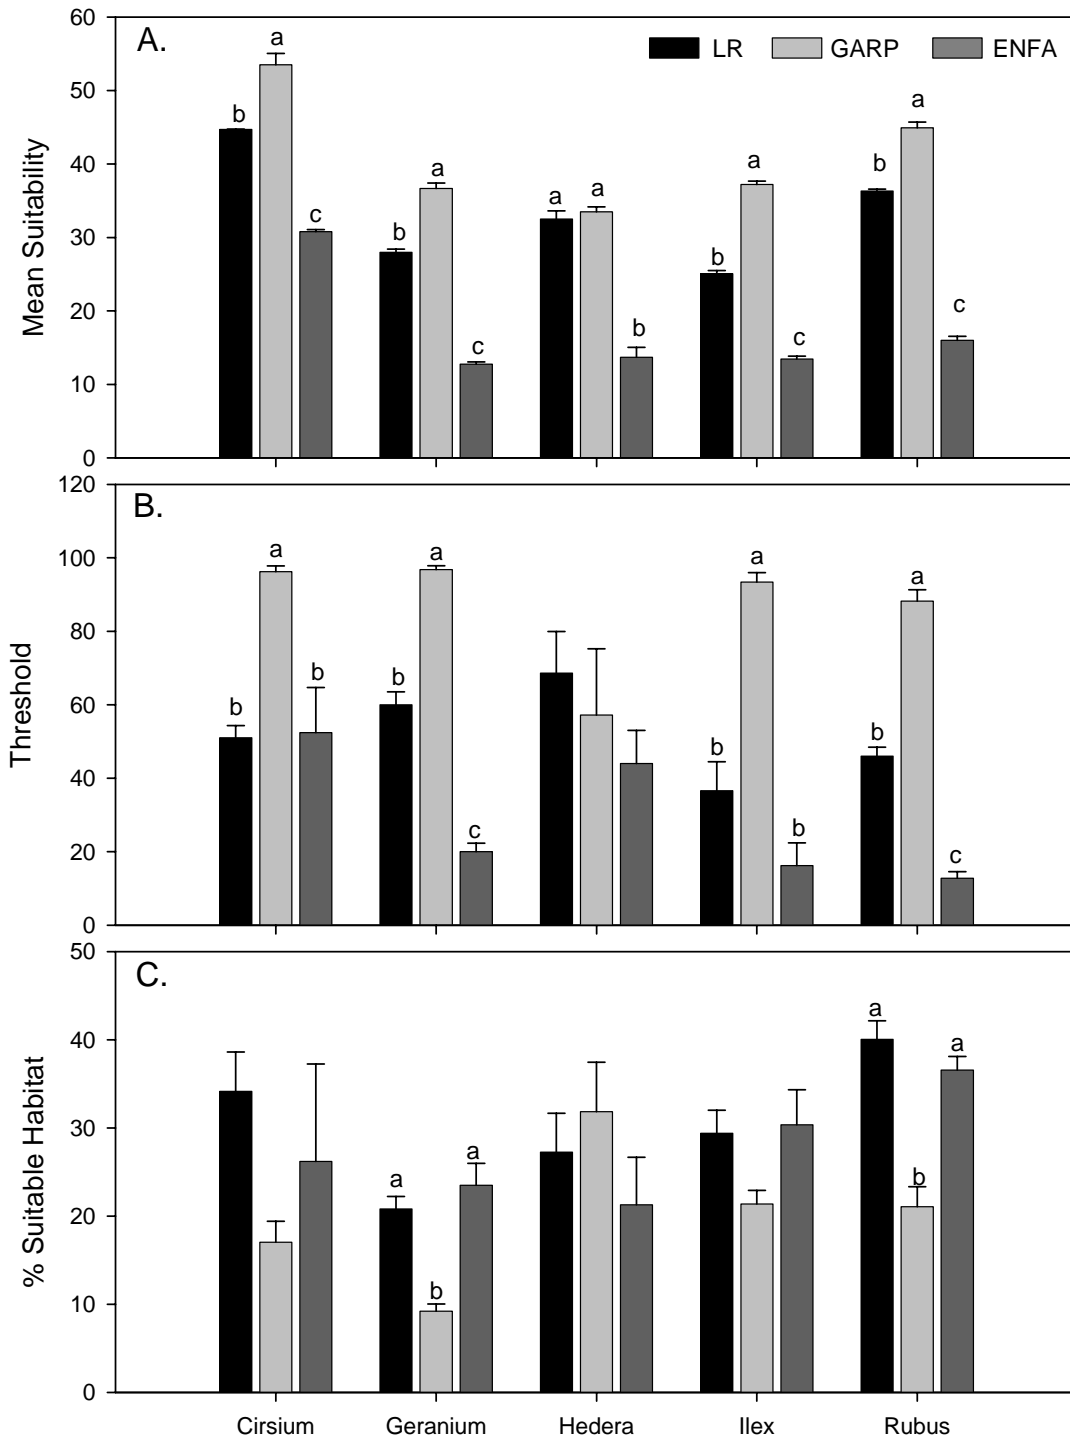 60
A.
a
LR
GARP
ENFA
50
b
a
a
b
40
a
a
a
c
30
b
b
Mean Suitability
20
c
c
b
c
10
0
120
B.
100
a
a
a
a
80
b
b
60
b
b
b
Threshold
40
c
b
c
20
0
50
C.
a
40
a
30
a
a
b
% Suitable Habitat
20
b
10
0
Cirsium
Geranium
Hedera
Ilex
Rubus